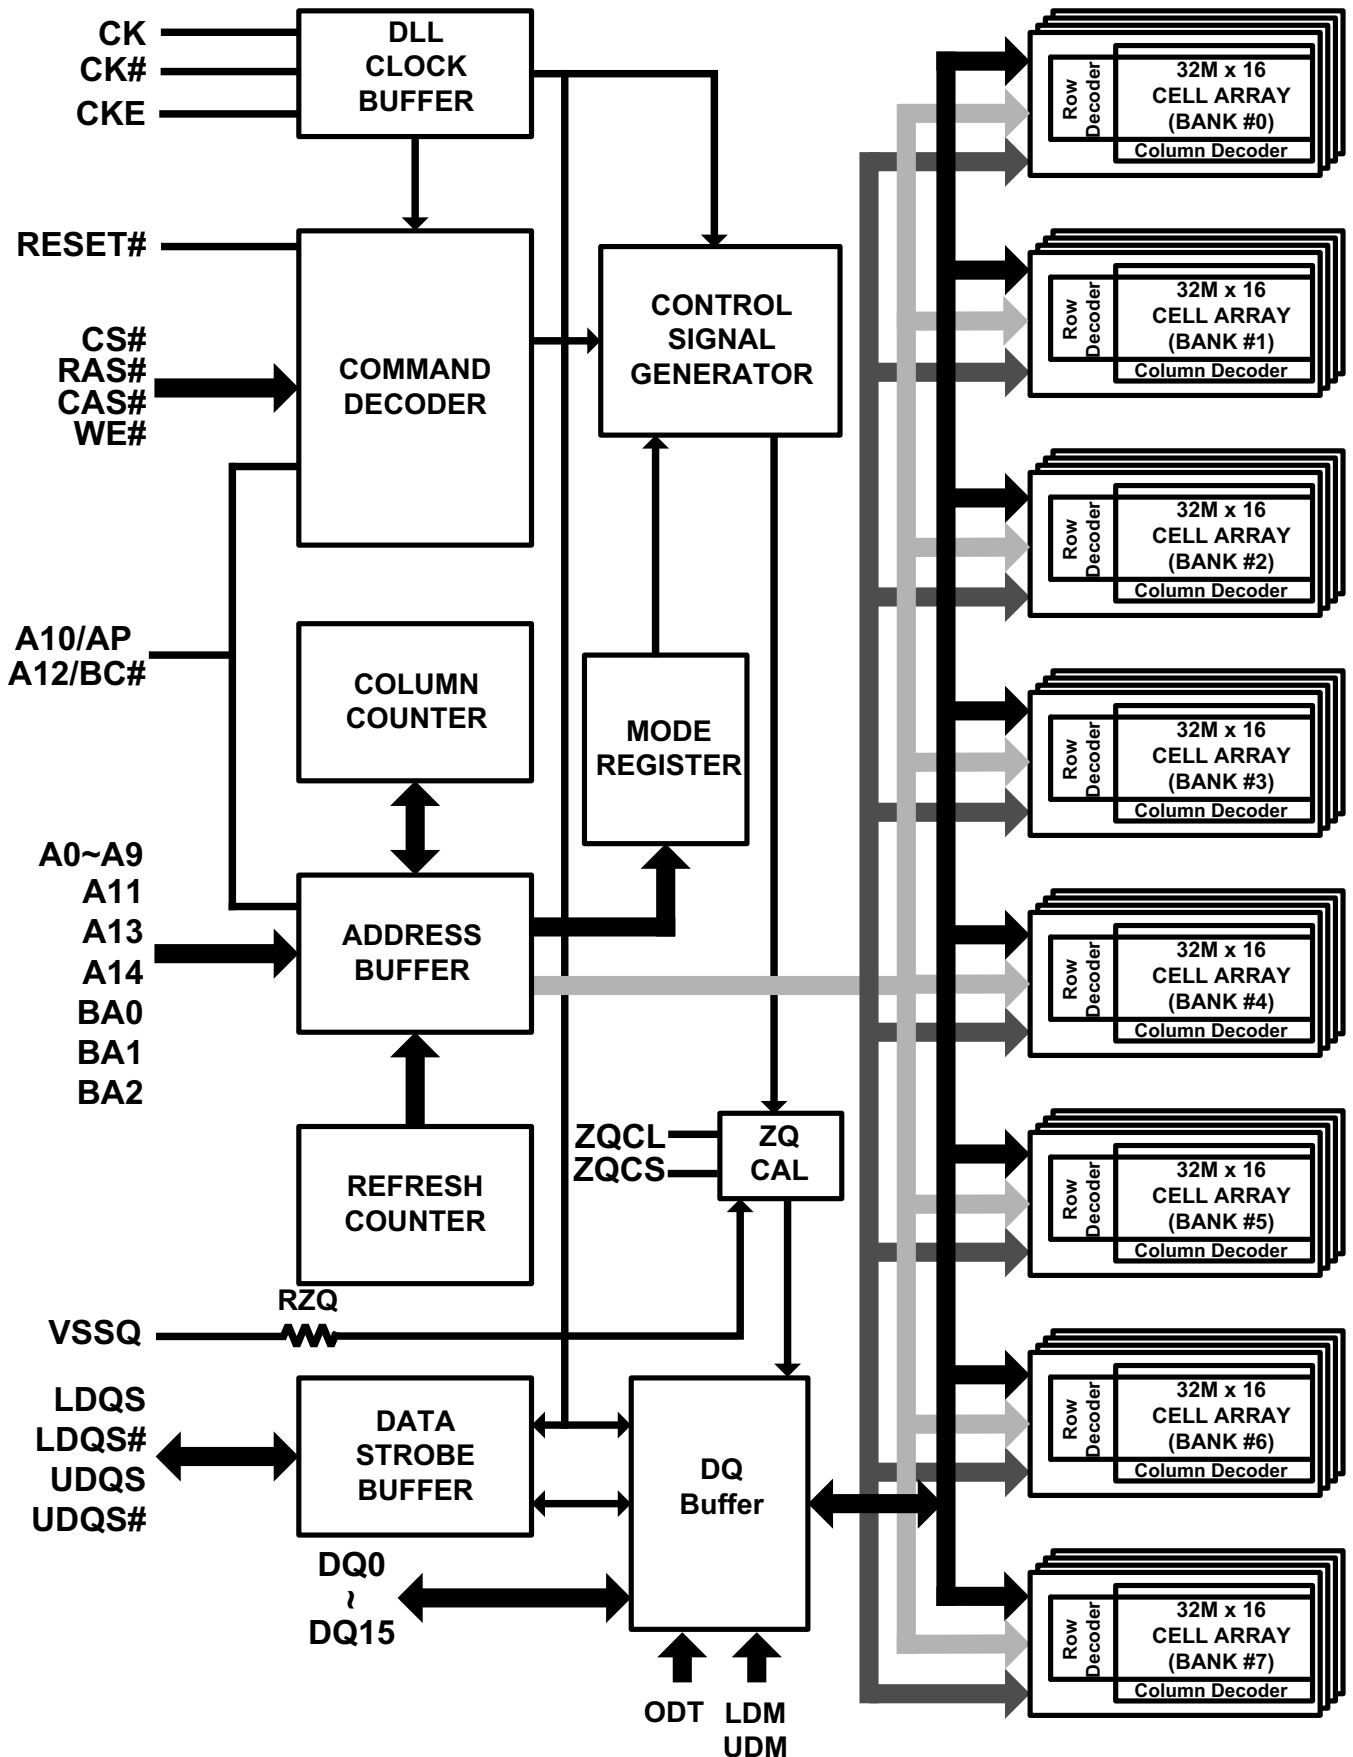 CK
CK#
CKE
DLL
CLOCK
BUFFER
RESET#
CS#
RAS#
CAS#
WE#
COMMAND
DECODER
CONTROL
SIGNAL
GENERATOR
A10/AP
A12/BC#
COLUMN
COUNTER
MODE
REGISTER
A0~A9
A11
A13
A14
BA0
BA1
BA2
ADDRESS
BUFFER
REFRESH
COUNTER
ZQCL
ZQCS
ZQ
CAL
RZQ
VSSQ
LDQS
LDQS#
UDQS
UDQS#
DATA
STROBE
BUFFER
DQ
Buffer
DQ0
~
DQ15
ODT
LDM
UDM
Row
Decoder
32M x 16
CELL ARRAY
(BANK #0)
Column Decoder
Row
Decoder
32M x 16
CELL ARRAY
(BANK #1)
Column Decoder
Row
Decoder
32M x 16
CELL ARRAY
(BANK #2)
Column Decoder
Row
Decoder
32M x 16
CELL ARRAY
(BANK #3)
Column Decoder
Row
Decoder
32M x 16
CELL ARRAY
(BANK #4)
Column Decoder
Row
Decoder
32M x 16
CELL ARRAY
(BANK #5)
Column Decoder
Row
Decoder
32M x 16
CELL ARRAY
(BANK #6)
Column Decoder
Row
Decoder
32M x 16
CELL ARRAY
(BANK #7)
Column Decoder